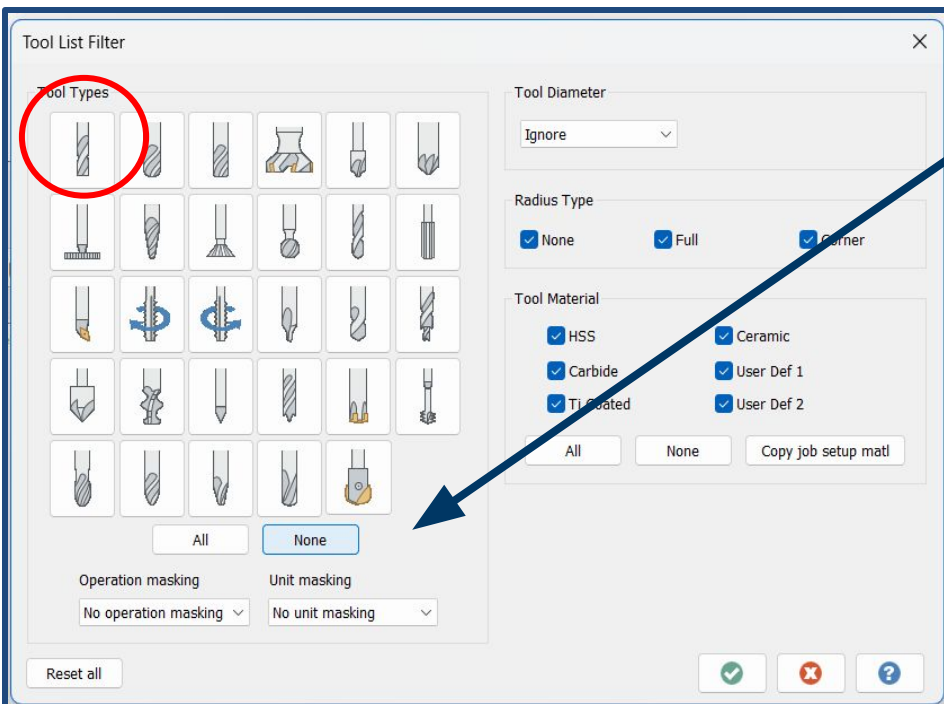 Tool List Filter
Tool Types
All
None
Operation masking
Unit masking
No operation masking
No unit masking
Reset all
Tool Diameter
Ignore
Radius Type
None
Full
Corner
Tool Material
HSS
Ceramic
Carbide
User Def 1
Ti Coated
User Def 2
All
None
Copy job setup matl